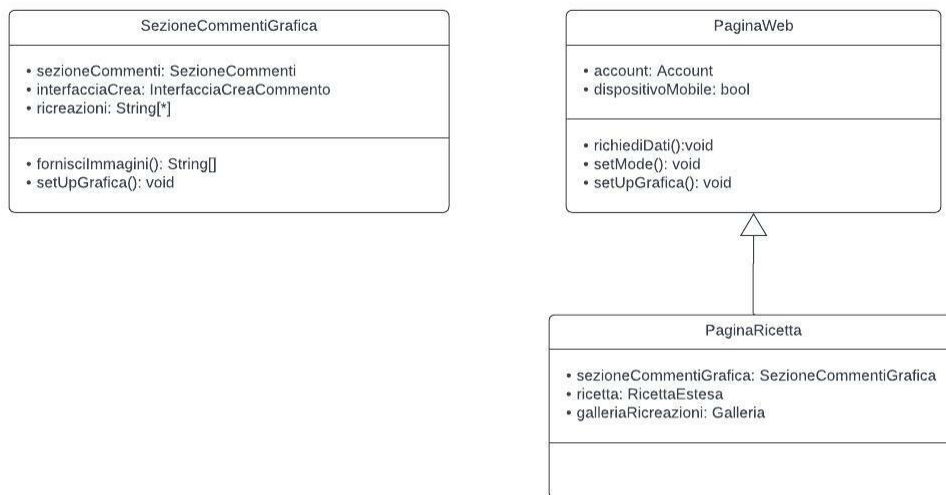 SezioneCommentiGrafica
• sezioneCommenti: SezioneCommenti
• interfacciaCrea: InterfacciaCreaCommento
• ricreazioni: String[*]
• fornisciImmagini(): String[]
• setUpGrafica(): void
PaginaWeb
• account: Account
• dispositivoMobile: bool
• richiediDati():void
• setMode(): void
• setUpGrafica(): void
PaginaRicetta
• sezioneCommentiGrafica: SezioneCommentiGrafica
• ricetta: RicettaEstesa
• galleriaRicreazioni: Galleria